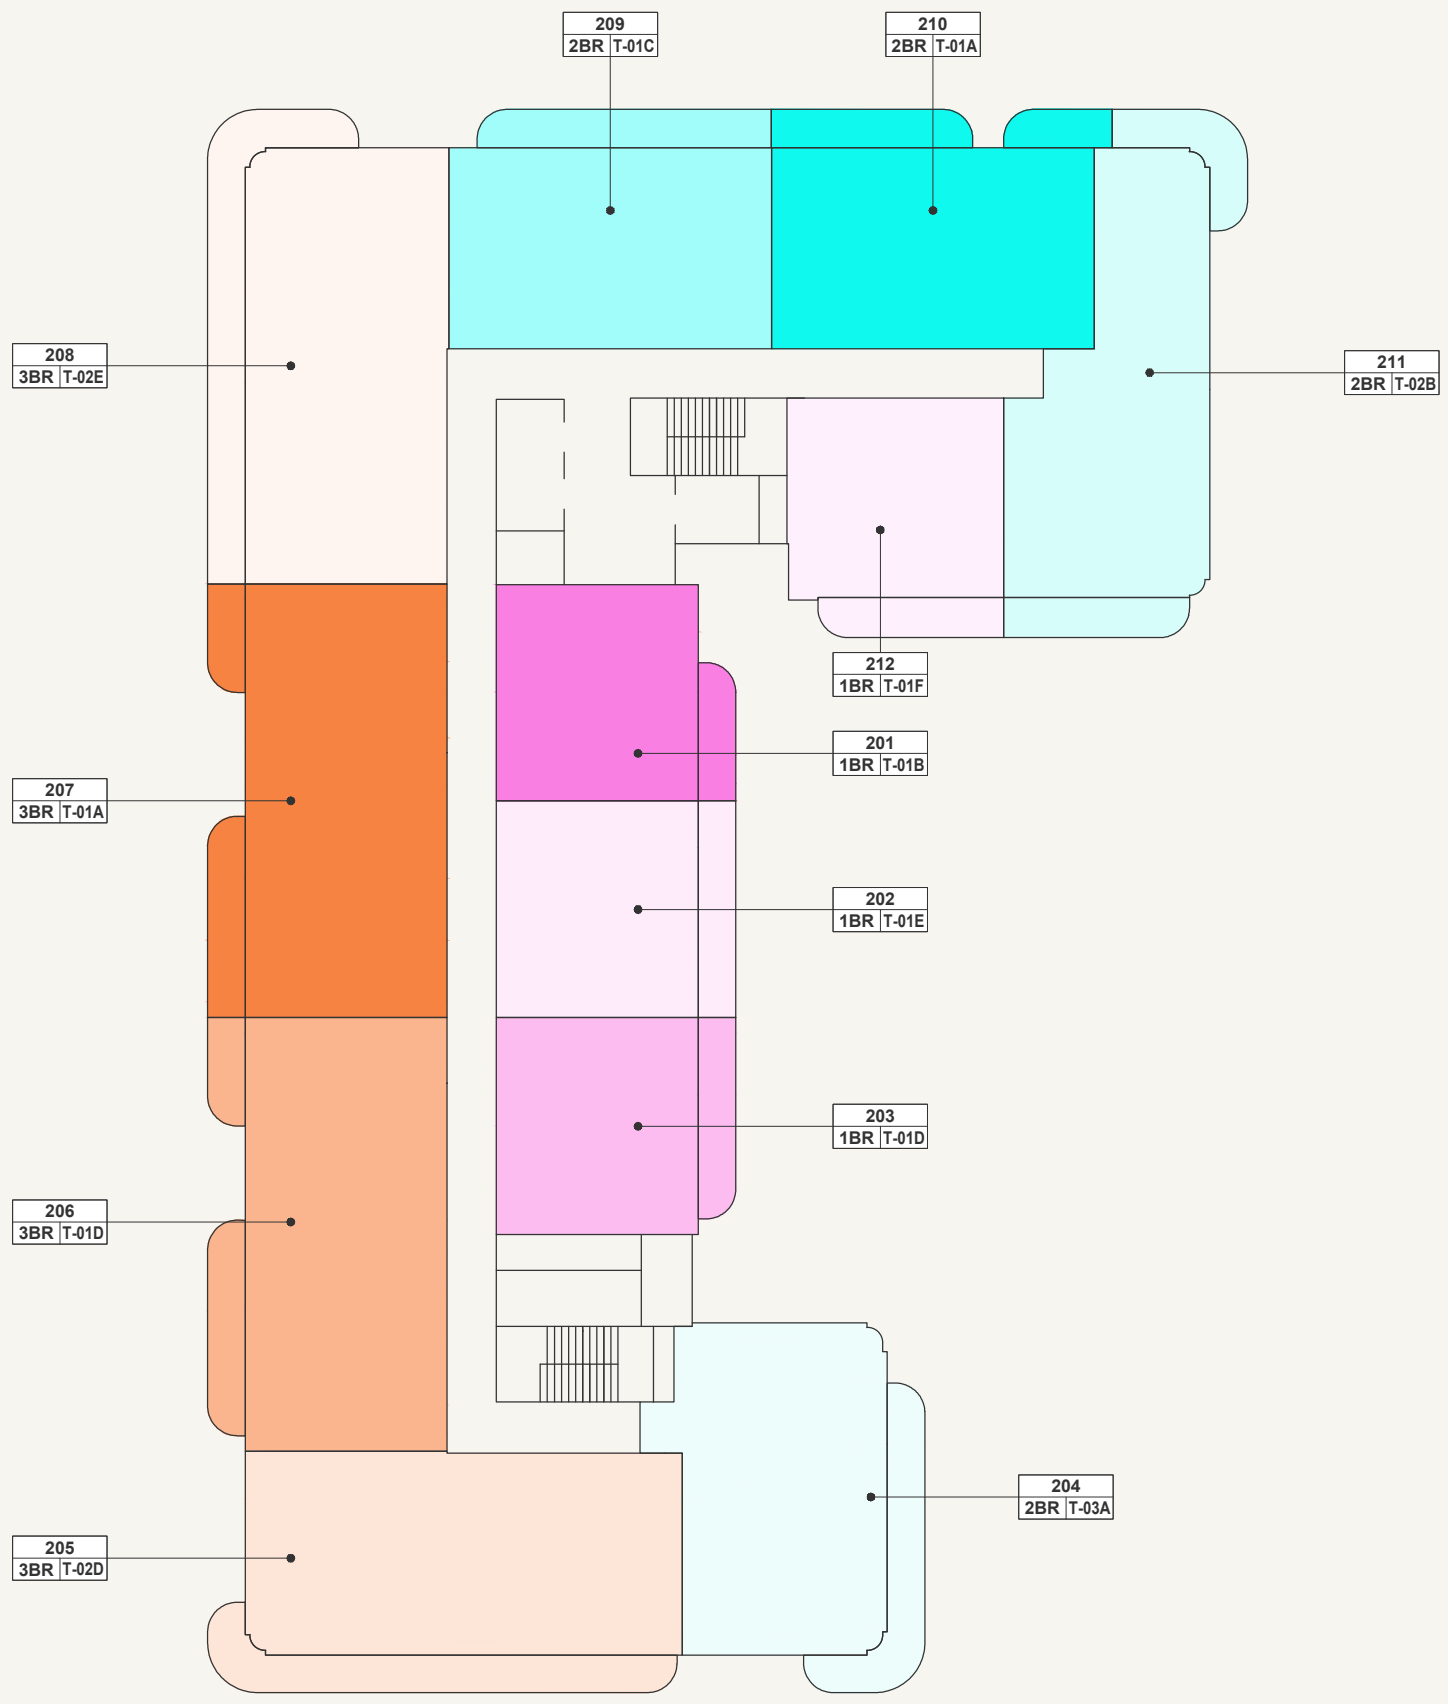 209
2BR T-01C
210
2BR T-01A
208
3BR T-02E
211
2BR T-02B
212
1BR T-01F
201
1BR T-01B
207
3BR T-01A
202
1BR T-01E
203
1BR T-01D
206
3BR T-01D
204
2BR T-03A
205
3BR T-02D